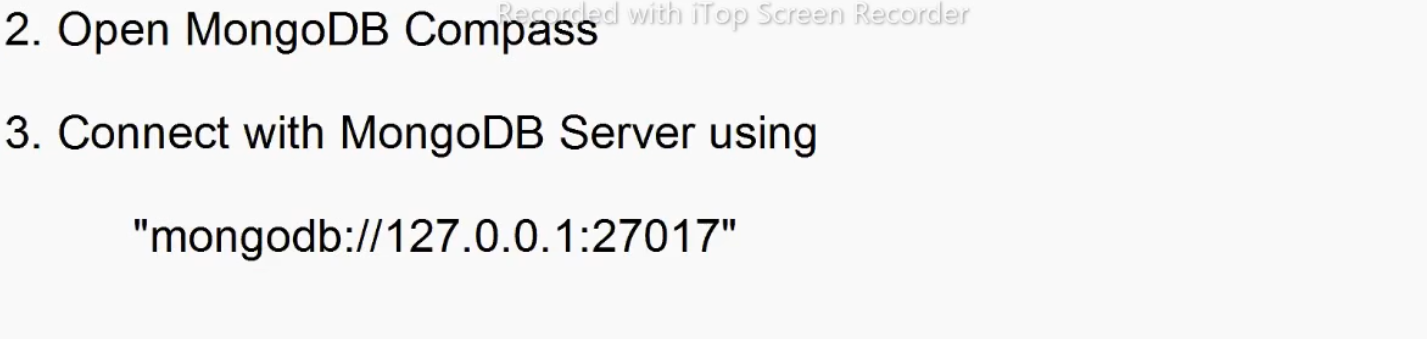 Recorded with iTop Screen Recorder
2. Open MongoDB Compass
3. Connect with MongoDB Server using
"mongodb://127.0.0.1:27017"